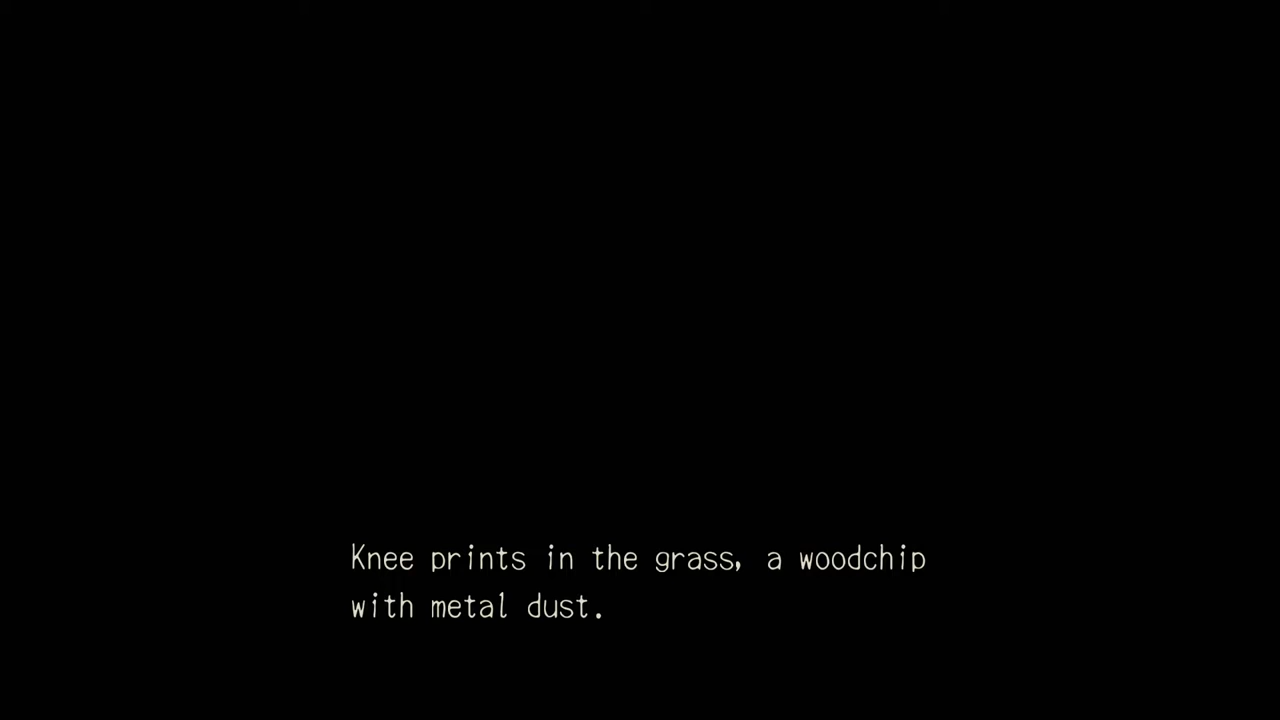 Knee prints in the grass, a woodchip
with metal dust.